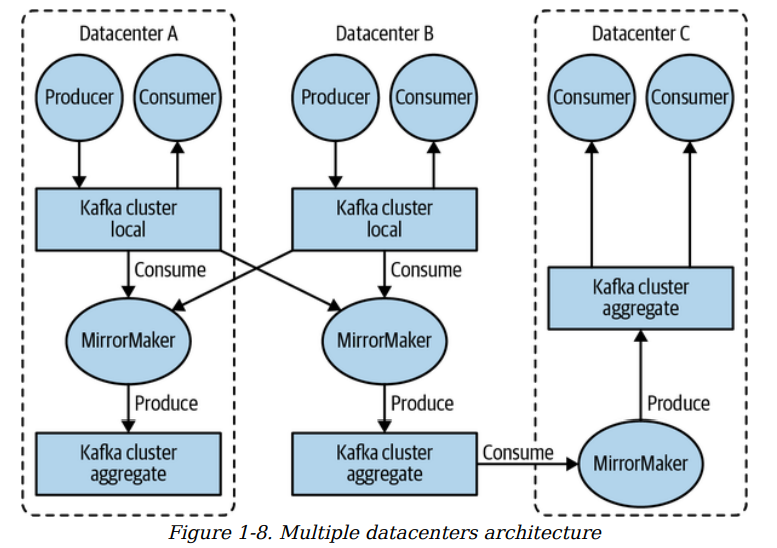 Datacenter A
Datacenter B
Datacenter C
Producer
Consumer
Producer
Consumer
Consumer
Consumer
Kafka cluster
local
Kafka cluster
local
Consume
Consume
Kafka cluster
aggregate
MirrorMaker
MirrorMaker
Produce
Produce
Produce
Kafka cluster
aggregate
Kafka cluster
aggregate
Consume
MirrorMaker
Figure 1-8. Multiple datacenters architecture